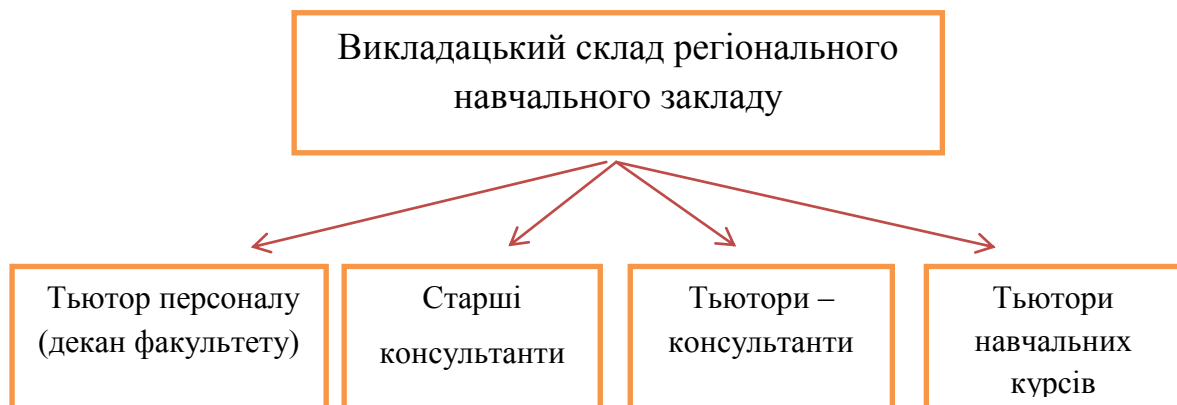 Викладацький склад регіонального
навчального закладу
Тьютор персоналу
(декан факультету)
Старші
консультанти
Тьютори –
консультанти
Тьютори
навчальних
курсів